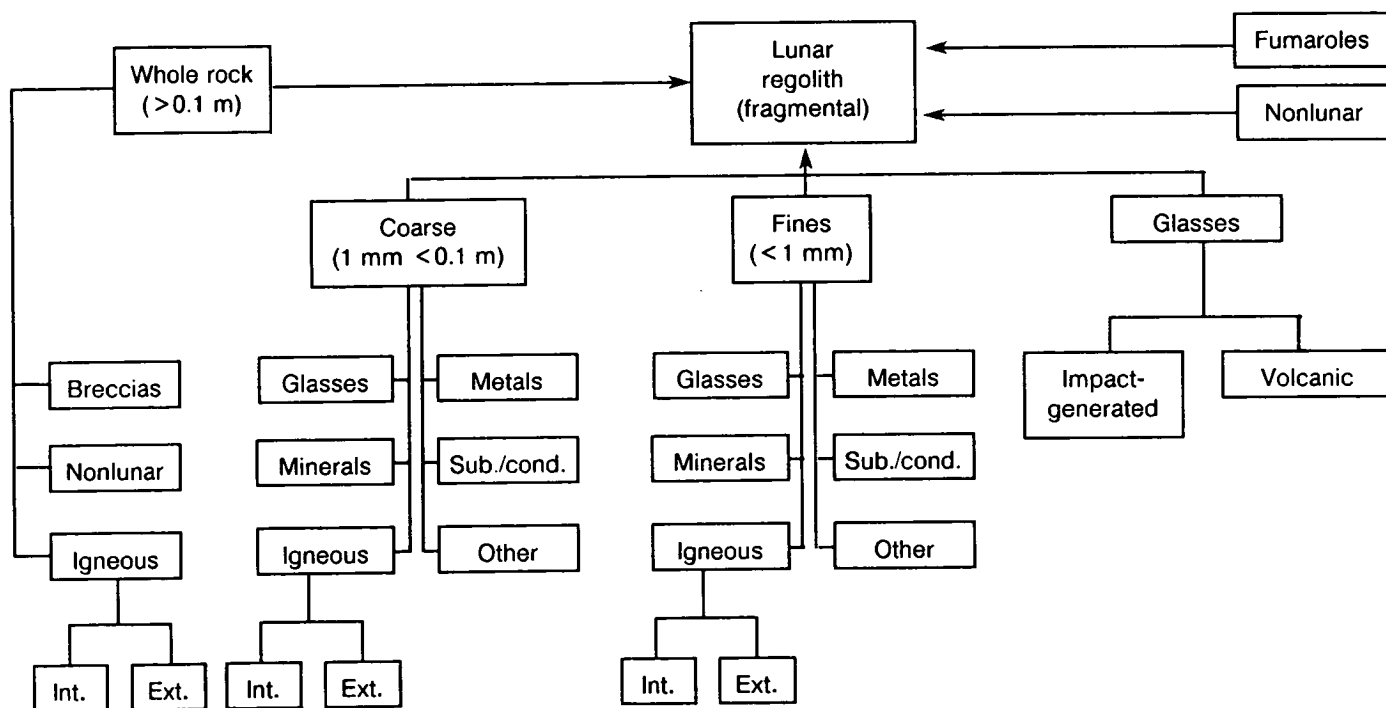 Whole rock
(>0.1 m)
Lunar
regolith
(fragmental)
Fumaroles
Nonlunar
Coarse
(1 mm <0.1 m)
Fines
(<1 mm)
Glasses
Breccias
Nonlunar
Igneous
Int.
Ext.
Glasses
Metals
Minerals
Sub./cond.
Igneous
Other
Int.
Ext.
Glasses
Metals
Minerals
Sub./cond.
Igneous
Other
Int.
Ext.
Impact-
generated
Volcanic